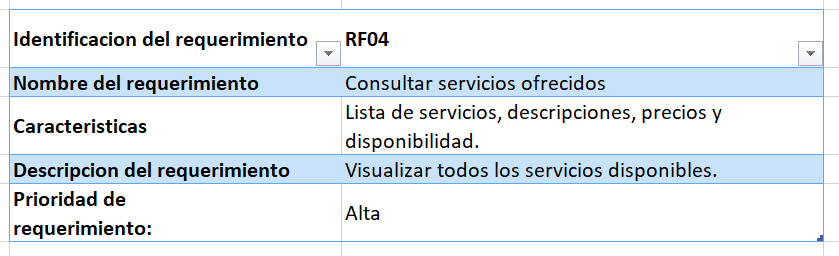 Identificacion del requerimiento RF04
Nombre del requerimiento Consultar servicios ofrecidos
Caracteristicas Lista de servicios, descripciones, precios y
disponibilidad.
Descripcion del requerimiento Visualizar todos los servicios disponibles.
Prioridad de
requerimiento: Alta